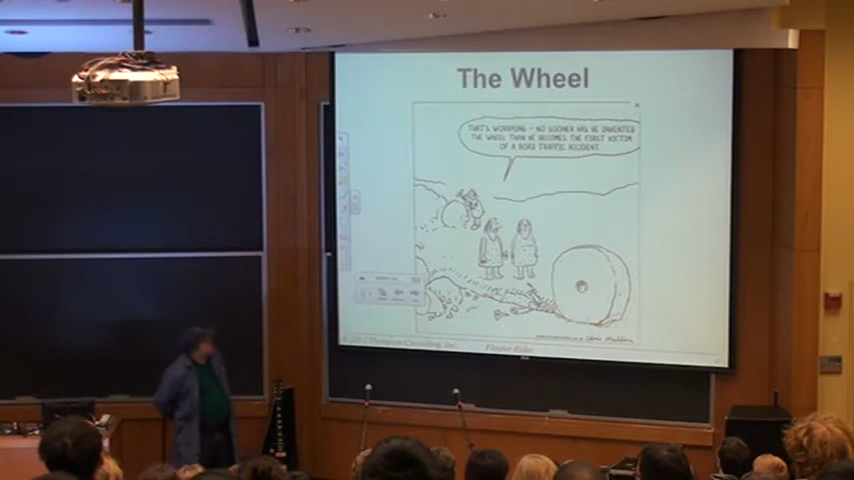 The Wheel
THAT'S WORRYING - NO SOONER HAS HE INVENTED
THE WHEEL THAN HE BECOMES THE FIRST VICTIM
OF A ROAD TRAFFIC ACCIDENT